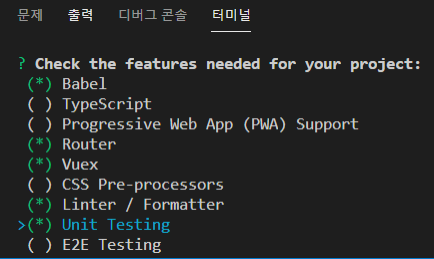 문제 출력 디버그 콘솔 터미널
? Check the features needed for your project:
(*) Babel
( ) TypeScript
( ) Progressive Web App (PWA) Support
(*) Router
(*) Vuex
( ) CSS Pre-processors
(*) Linter / Formatter
>(*) Unit Testing
( ) E2E Testing